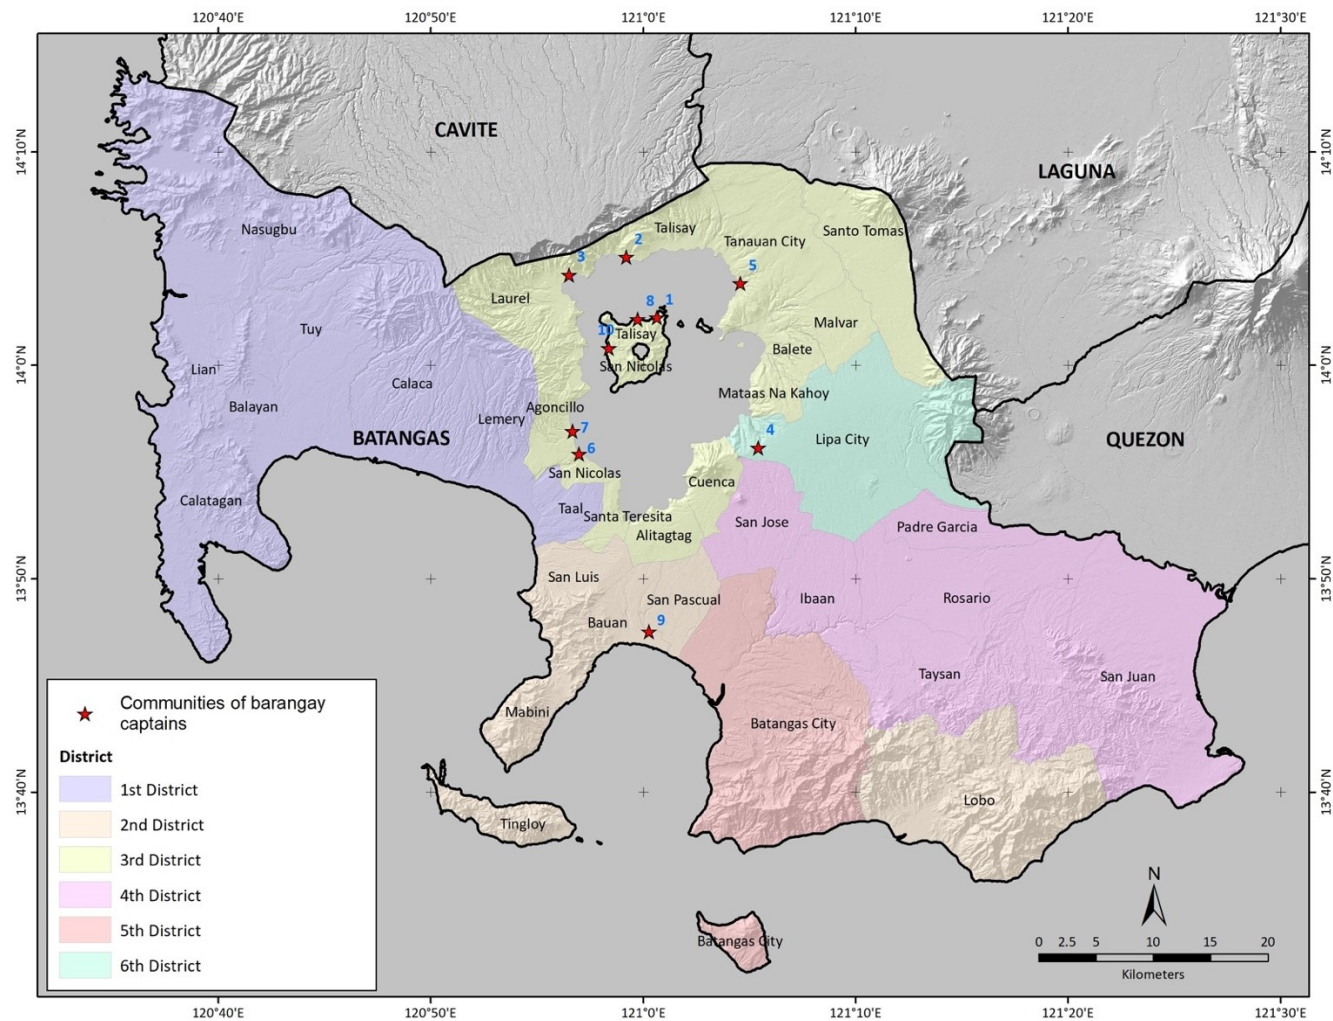 120°40'E 120°50'E 121°0'E 121°10'E 121°20'E 121°30'E
14°10'N 14°10'N
CAVITE
LAGUNA
Nasugbu
Talisay
Santo Tomas
2
Tanauan City
3
5
Laurel
8 1
Malvar
10
Talisay
Tuy
Balete
14°0'N 14°0'N
San Nicolas
Lian
Calaca
Mataas Na Kahoy
Balayan
Agoncillo
Lemery
7
4
BATANGAS
Lipa City
QUEZON
6
San Nicolas
Cuenca
Calatagan
Taal
Santa Teresita
San Jose
Padre Garcia
Alitagtag
13°50'N 13°50'N
San Luis
San Pascual
Ibaan
Rosario
Bauan
9
Taysan
San Juan
Mabini
Batangas City
13°40'N 13°40'N
Lobo
Tingloy
Batangas City
Communities of barangay
captains
District
1st District
2nd District
3rd District
4th District
5th District
6th District
N
0 2.5 5 10 15 20
Kilometers
120°40'E 120°50'E 121°0'E 121°10'E 121°20'E 121°30'E